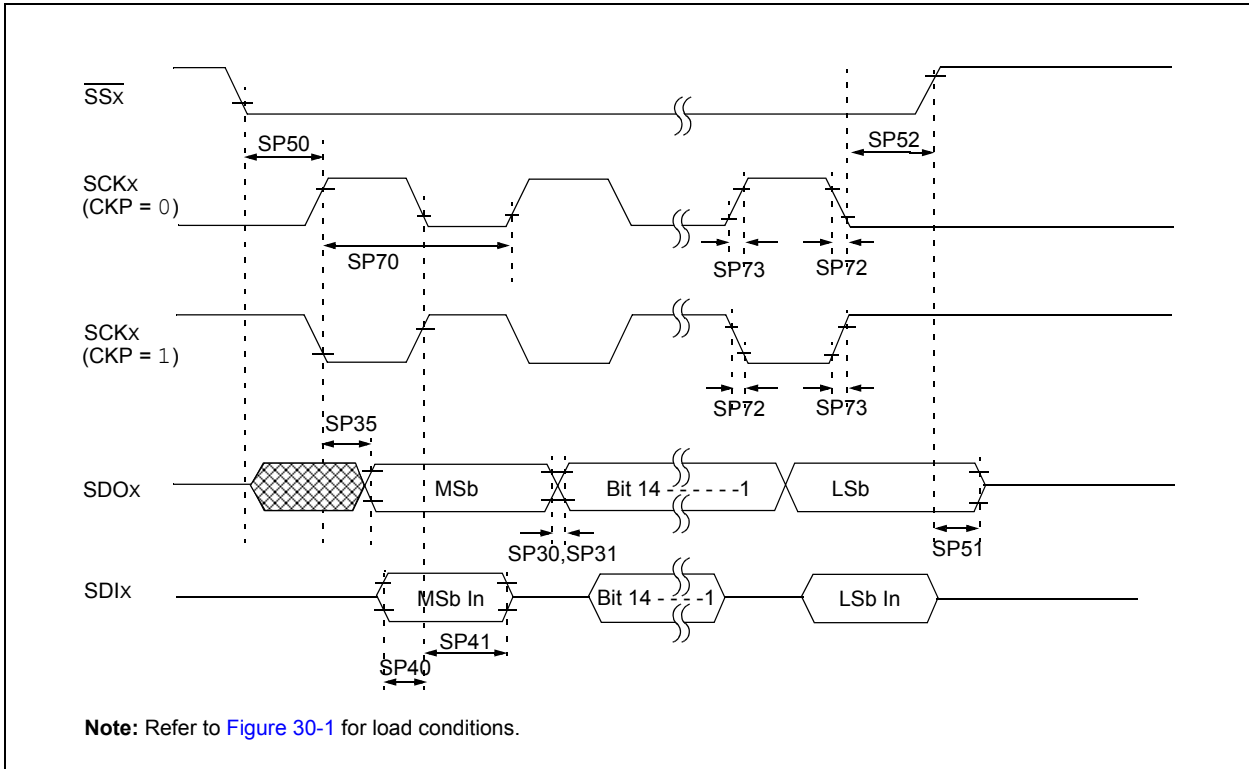 SSx
SP50
SP52
SCKx
(CKP = 0)
SP70
SP73
SP72
SCKx
(CKP = 1)
SP72
SP73
SP35
SDOx
MSb
Bit 14 - - - - - -1
LSb
SP30,SP31
SP51
SDIx
MSb In
Bit 14 - - - - -1
LSb In
SP41
SP40
Note: Refer to Figure 30-1 for load conditions.